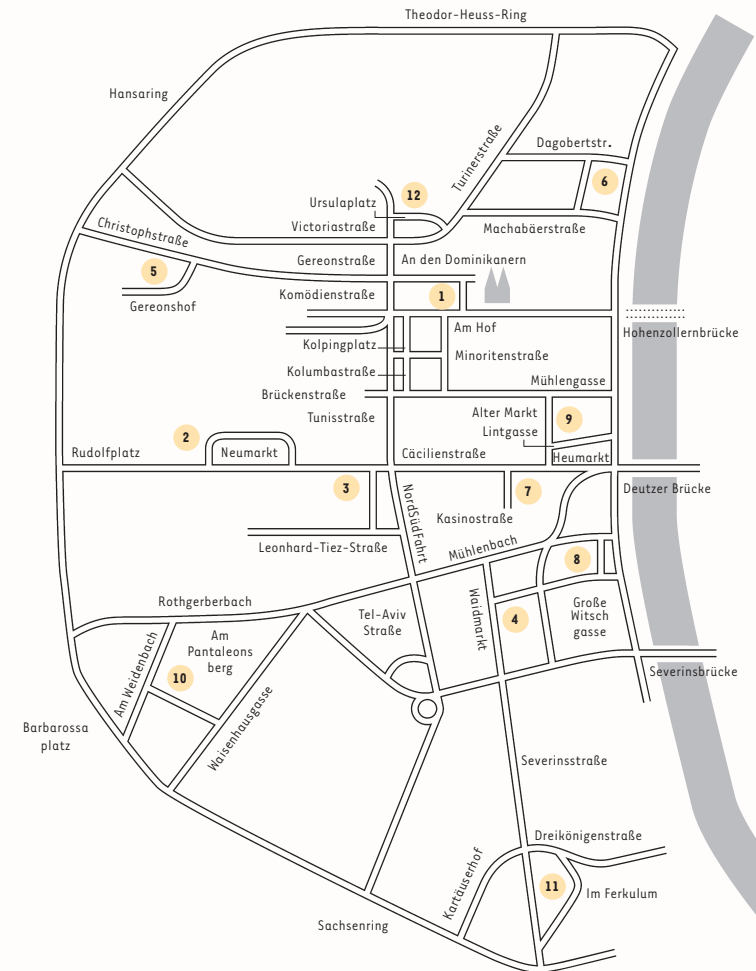 Theodor-Heuss-Ring
Hansaring
Turinerstraße
Dagobertstr.
6
12
Ursulaplatz
Victoriastraße
Machabäerstraße
Christophstraße
Gereonstraße
An den Dominikanern
5
Gereonshof
Komödienstraße
1
Am Hof
Hohenzollernbrücke
Kolpingplatz
Minoritenstraße
Kolumbastraße
Mühlengasse
Brückenstraße
Tunisstraße
Alter Markt
9
Lintgasse
2
Rudolfplatz
Neumarkt
Cäcilienstraße
Heumarkt
3
7
Deutzer Brücke
NordSüdFahrt
Kasinostraße
Leonhard-Tiez-Straße
Mühlenbach
8
Rothgerberbach
Tel-Aviv
Straße
Waidmarkt
4
Große
Witsch
gasse
Am
Pantaleons
berg
Am Weidenbach
10
Severinsbrücke
Waisenhausgasse
Barbarossa
platz
Severinsstraße
Dreikönigenstraße
Kartäuserhof
11
Im Ferkulum
Sachsenring